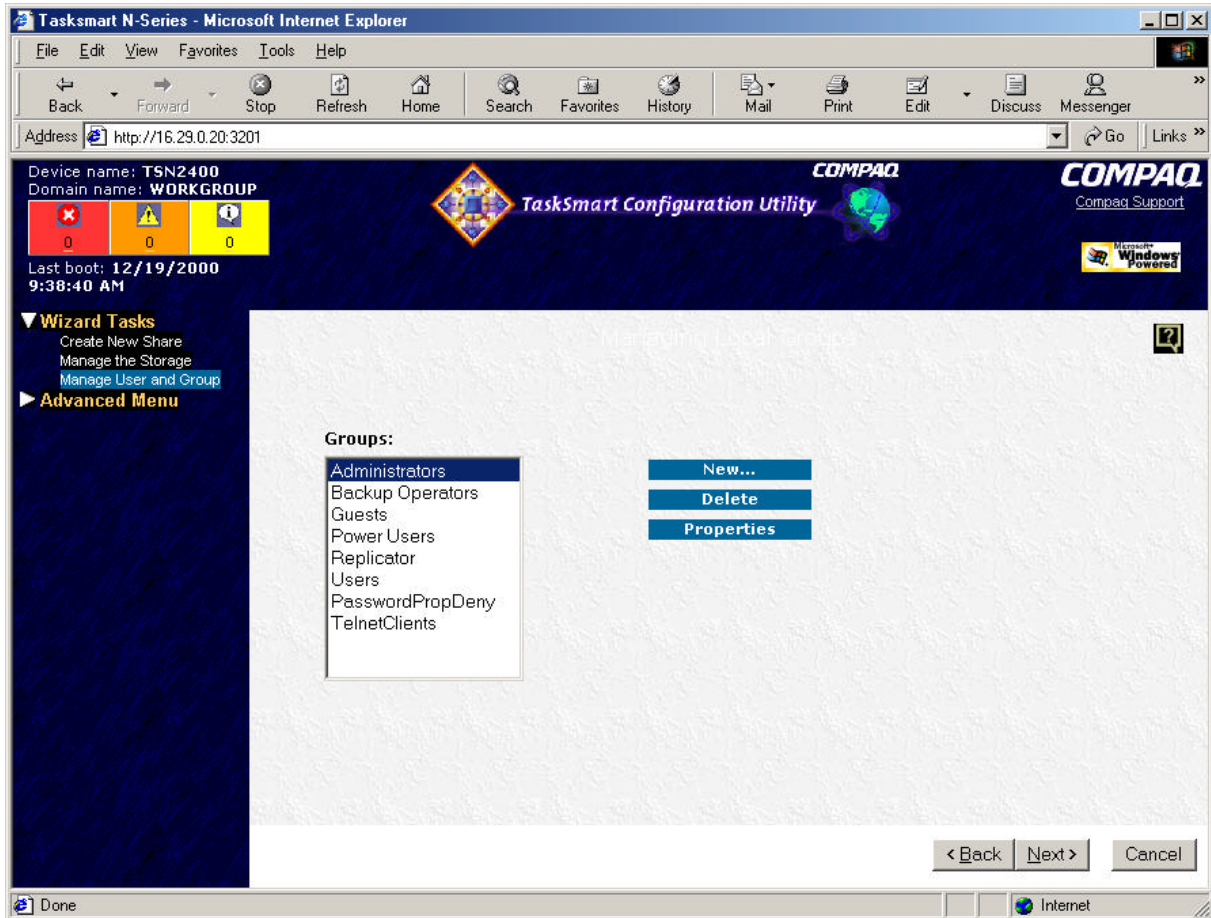 Tasksmart N-Series - Microsoft Internet Explorer
File Edit View Favorites Tools Help
Back Forward Stop Refresh Home Search Favorites History Mail Print Edit Discuss Messenger »
Address http://16.29.0.20:3201 Go Links »
Device name: TSN2400
Domain name: WORKGROUP
0 0 0
Last boot: 12/19/2000
9:38:40 AM
TaskSmart Configuration Utility
COMPAQ
COMPAQ
Compaq Support
Microsoft
Windows
Powered
Wizard Tasks
Create New Share
Manage the Storage
Manage User and Group
Advanced Menu
Managing Local Groups
Groups:
Administrators
Backup Operators
Guests
Power Users
Replicator
Users
PasswordPropDeny
TelnetClients
New...
Delete
Properties
< Back Next > Cancel
Done Internet